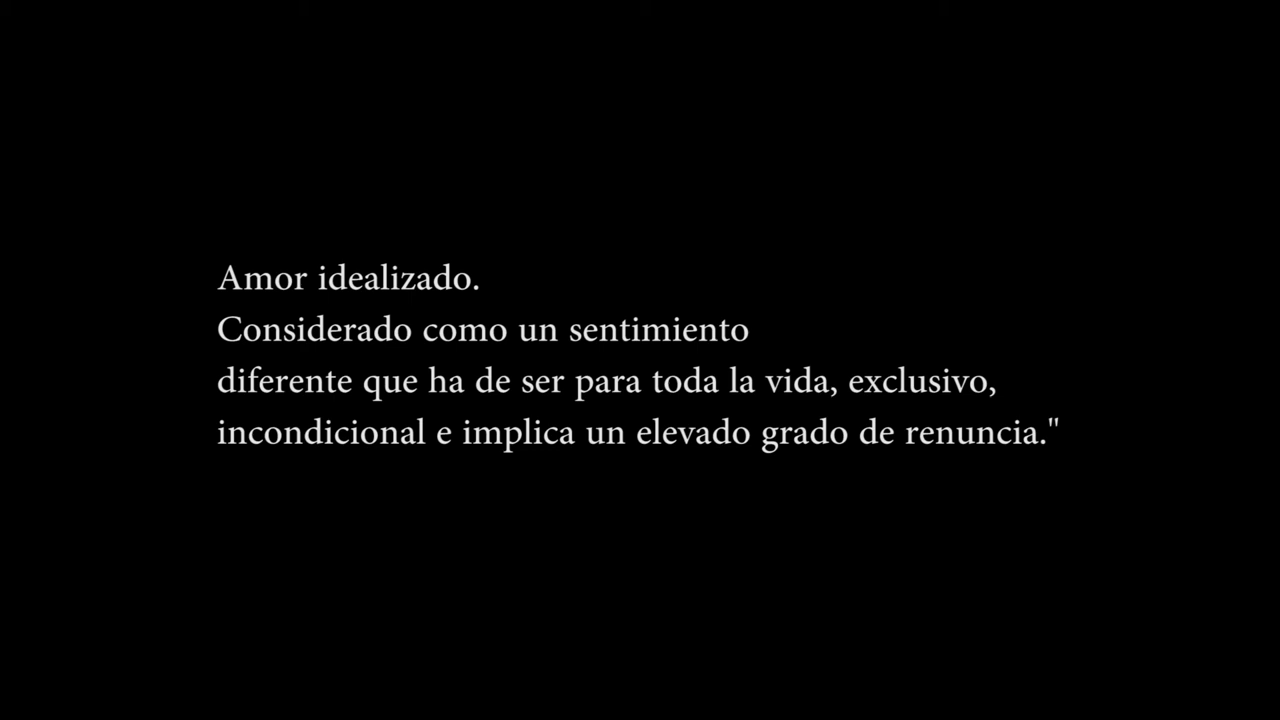 Amor idealizado.
Considerado como un sentimiento
diferente que ha de ser para toda la vida, exclusivo,
incondicional e implica un elevado grado de renuncia."